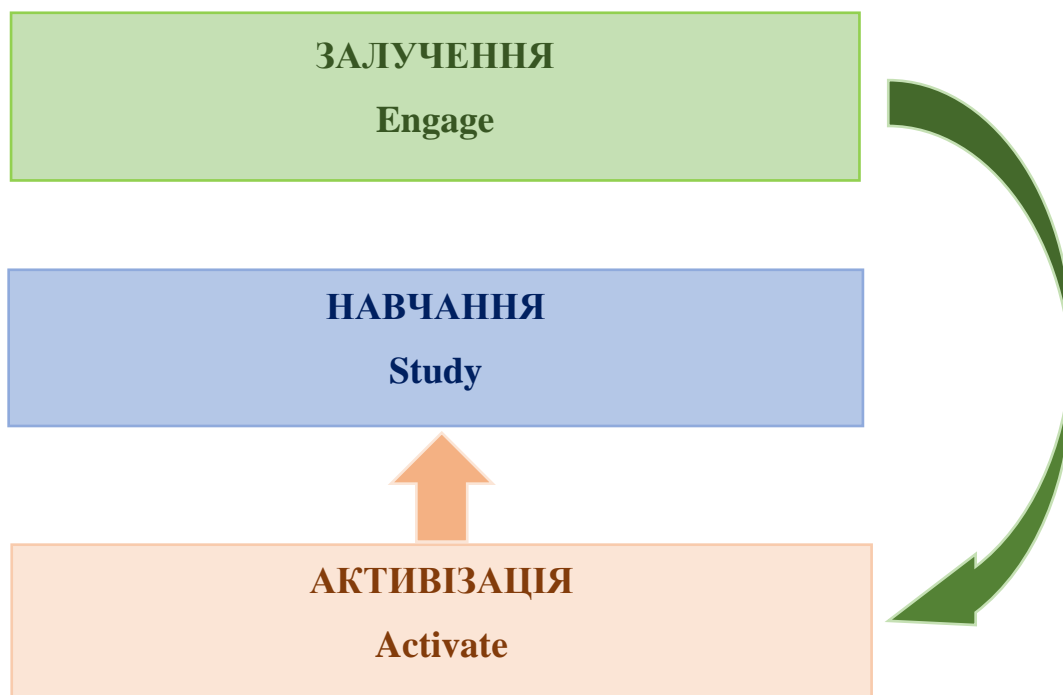 ЗАЛУЧЕННЯ
Engage
НАВЧАННЯ
Study
АКТИВІЗАЦІЯ
Activate